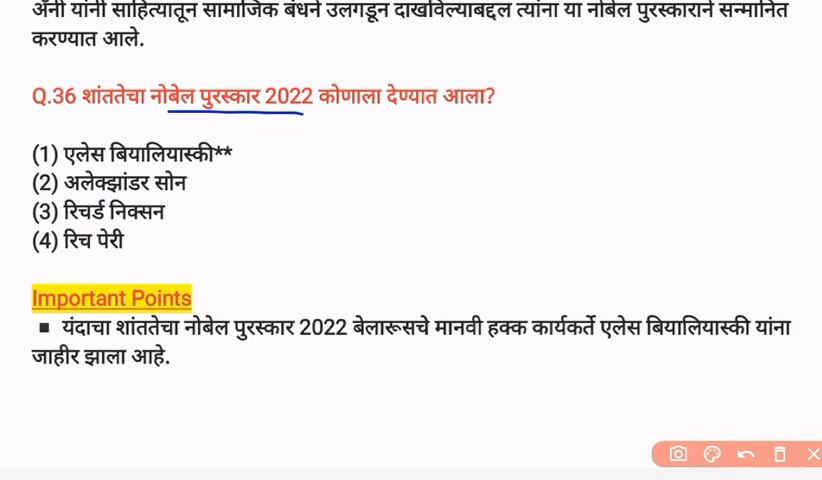 ॲनी यांनी साहित्यातून सामाजिक बंधने उलगडून दाखविल्याबद्दल त्यांना या नोबेल पुरस्काराने सन्मानित
करण्यात आले.
Q.36 शांततेचा नोबेल पुरस्कार 2022 कोणाला देण्यात आला?
(1) एलेस बियालियास्की**
(2) अलेक्झांडर सोन
(3) रिचर्ड निक्सन
(4) रिच पेरी
Important Points
▪ यंदाचा शांततेचा नोबेल पुरस्कार 2022 बेलारूसचे मानवी हक्क कार्यकर्ते एलेस बियालियास्की यांना
जाहीर झाला आहे.